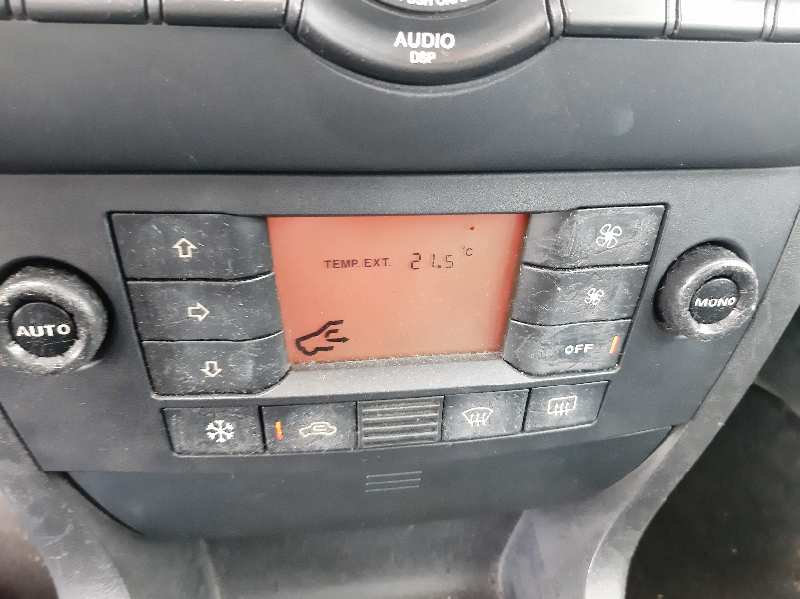 AUDIO
DSP
TEMP. EXT. 21.5 °C
AUTO
MONO
OFF